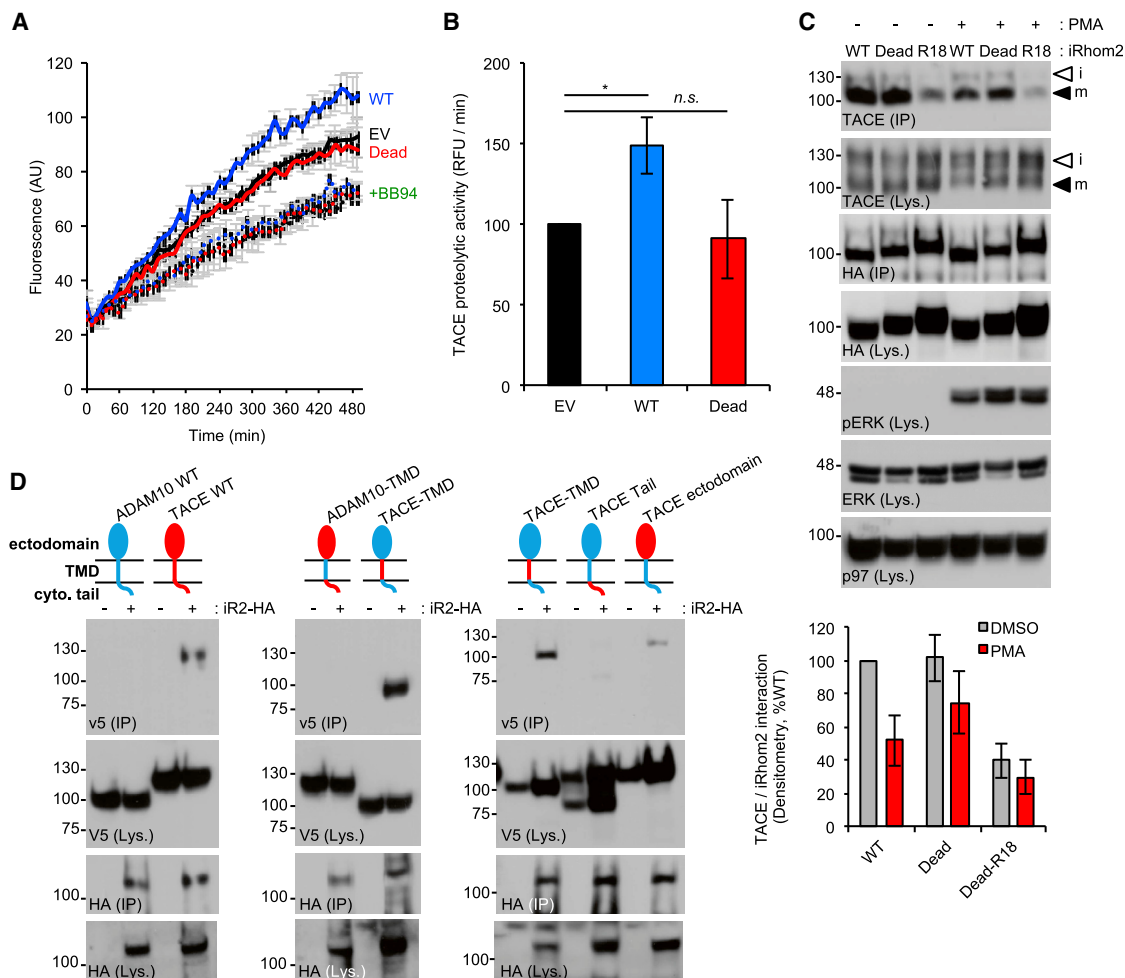 A
Fluorescence (AU)
120
100
80
60
40
20
0
WT
EV
Dead
+BB94
0 60 120 180 240 300 360 420 480
Time (min)
B
TACE proteolytic activity (RFU / min)
200
150
100
50
0
*
n.s.
EV WT Dead
C
- - - + + + : PMA
WT Dead R18 WT Dead R18 : iRhom2
130
100
i
m
TACE (IP)
130
100
i
m
TACE (Lys.)
100
HA (IP)
100
HA (Lys.)
48
pERK (Lys.)
48
ERK (Lys.)
100
p97 (Lys.)
TACE / iRhom2 interaction
(Densitometry, %WT)
120
100
80
60
40
20
0
DMSO
PMA
WT
Dead
Dead-R18
D
ADAM10 WT
TACE WT
ectodomain
TMD
cyto. tail
- + - + : iR2-HA
130
100
75
v5 (IP)
130
100
75
V5 (Lys.)
100
HA (IP)
100
HA (Lys.)
ADAM10-TMD
TACE-TMD
- + - + : iR2-HA
130
100
75
v5 (IP)
130
100
75
V5 (Lys.)
100
HA (IP)
100
HA (Lys.)
TACE-TMD
TACE Tail
TACE ectodomain
- + - + - + : iR2-HA
130
100
75
v5 (IP)
130
100
75
V5 (Lys.)
100
HA (IP)
100
HA (Lys.)